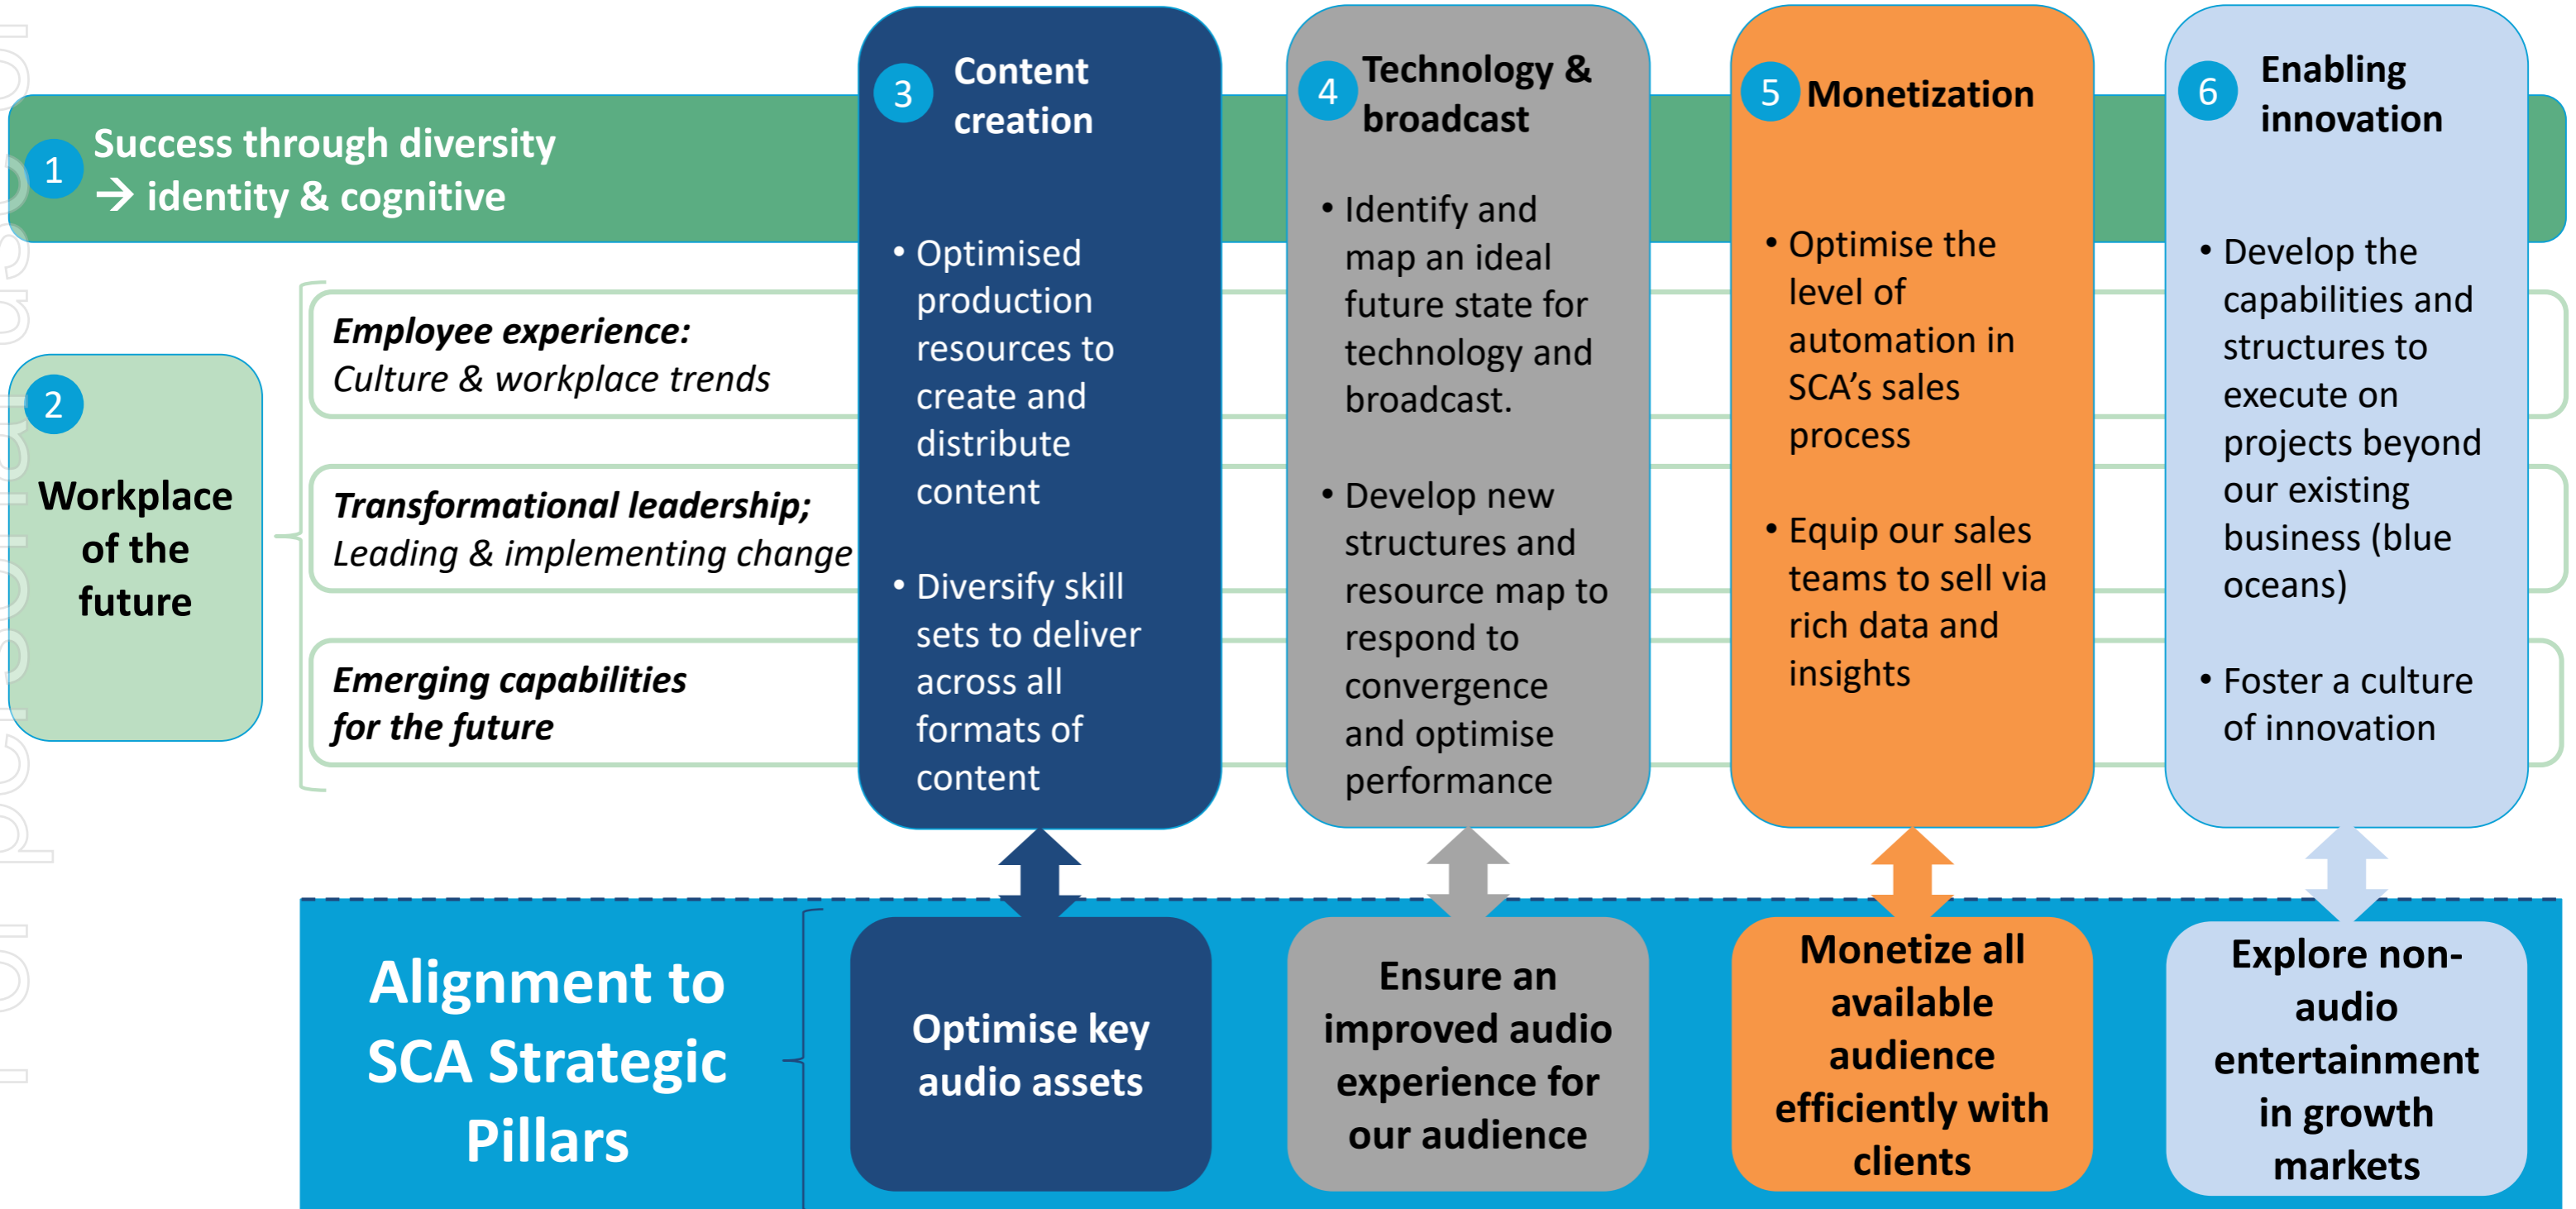 1
Success through diversity
→ identity & cognitive
2
Workplace
of the
future
Employee experience:
Culture & workplace trends
Transformational leadership;
Leading & implementing change
Emerging capabilities
for the future
3
Content
creation
• Optimised
production
resources to
create and
distribute
content
• Diversify skill
sets to deliver
across all
formats of
content
4
Technology &
broadcast
• Identify and
map an ideal
future state for
technology and
broadcast.
• Develop new
structures and
resource map to
respond to
convergence
and optimise
performance
5
Monetization
• Optimise the
level of
automation in
SCA's sales
process
• Equip our sales
teams to sell via
rich data and
insights
6
Enabling
innovation
• Develop the
capabilities and
structures to
execute on
projects beyond
our existing
business (blue
oceans)
• Foster a culture
of innovation
Alignment to
SCA Strategic
Pillars
Optimise key
audio assets
Ensure an
improved audio
experience for
our audience
Monetize all
available
audience
efficiently with
clients
Explore non-
audio
entertainment
in growth
markets
For personal use only